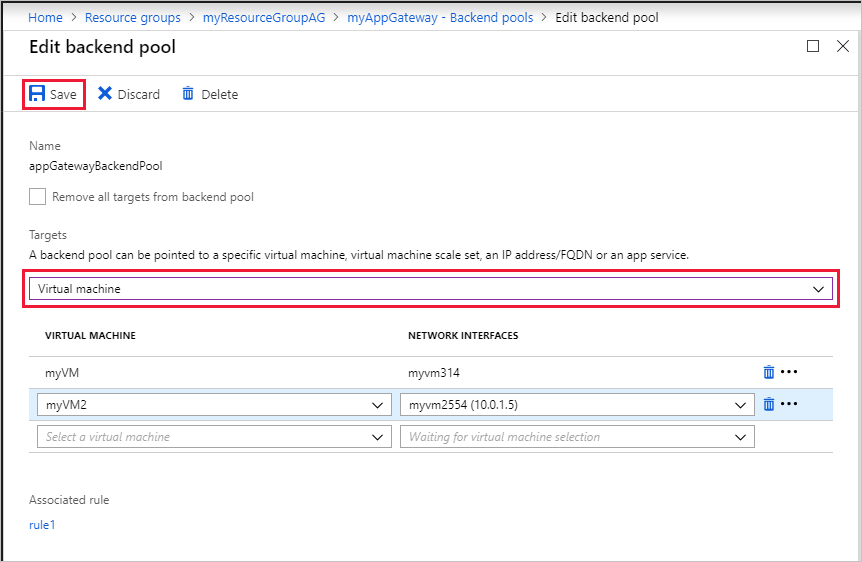 Home > Resource groups > myResourceGroupAG > myAppGateway - Backend pools > Edit backend pool
Edit backend pool
Save Discard Delete
Name
appGatewayBackendPool
Remove all targets from backend pool
Targets
A backend pool can be pointed to a specific virtual machine, virtual machine scale set, an IP address/FQDN or an app service.
Virtual machine
VIRTUAL MACHINE NETWORK INTERFACES
myVM myvm314
myVM2 myvm2554 (10.0.1.5)
Select a virtual machine Waiting for virtual machine selection
Associated rule
rule1